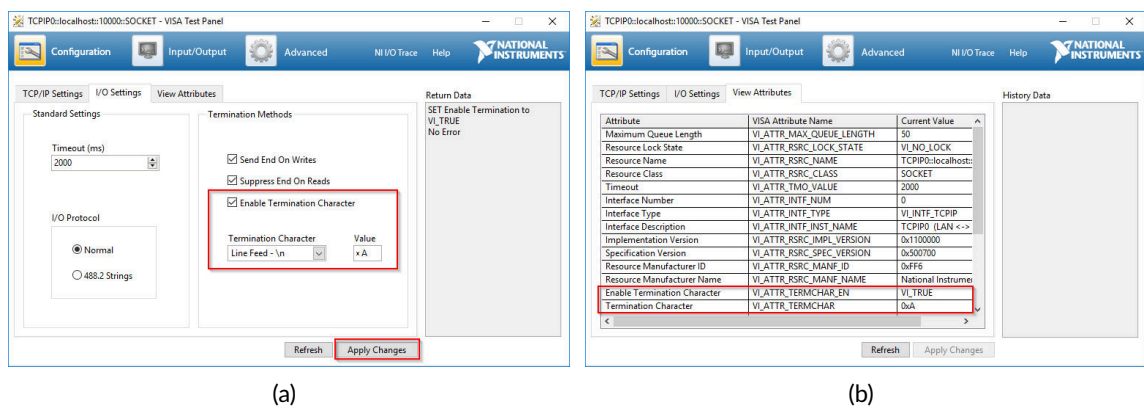 TCPIP0::localhost::10000::SOCKET - VISA Test Panel
Configuration Input/Output Advanced NI I/O Trace Help NATIONAL INSTRUMENTS
TCP/IP Settings I/O Settings View Attributes
Return Data
Standard Settings
Termination Methods
SET Enable Termination to
VI_TRUE
No Error
Timeout (ms)
2000
Send End On Writes
Suppress End On Reads
Enable Termination Character
I/O Protocol
Normal
488.2 Strings
Termination Character Value
Line Feed - \n xA
Refresh Apply Changes
(a)
TCPIP0::localhost::10000::SOCKET - VISA Test Panel
Configuration Input/Output Advanced NI I/O Trace Help NATIONAL INSTRUMENTS
TCP/IP Settings I/O Settings View Attributes
History Data
Attribute VISA Attribute Name Current Value
Maximum Queue Length VI_ATTR_MAX_QUEUE_LENGTH 50
Resource Lock State VI_ATTR_RSRC_LOCK_STATE VI_NO_LOCK
Resource Name VI_ATTR_RSRC_NAME TCPIP0::localhost::
Resource Class VI_ATTR_RSRC_CLASS SOCKET
Timeout VI_ATTR_TMO_VALUE 2000
Interface Number VI_ATTR_INTF_NUM 0
Interface Type VI_ATTR_INTF_TYPE VI_INTF_TCPIP
Interface Description VI_ATTR_INTF_INST_NAME TCPIP0 (LAN <->
Implementation Version VI_ATTR_RSRC_IMPL_VERSION 0x1100000
Specification Version VI_ATTR_RSRC_SPEC_VERSION 0x500700
Resource Manufacturer ID VI_ATTR_RSRC_MANF_ID 0xFF6
Resource Manufacturer Name VI_ATTR_RSRC_MANF_NAME National Instrumer
Enable Termination Character VI_ATTR_TERMCHAR_EN VI_TRUE
Termination Character VI_ATTR_TERMCHAR 0xA
Refresh Apply Changes
(b)